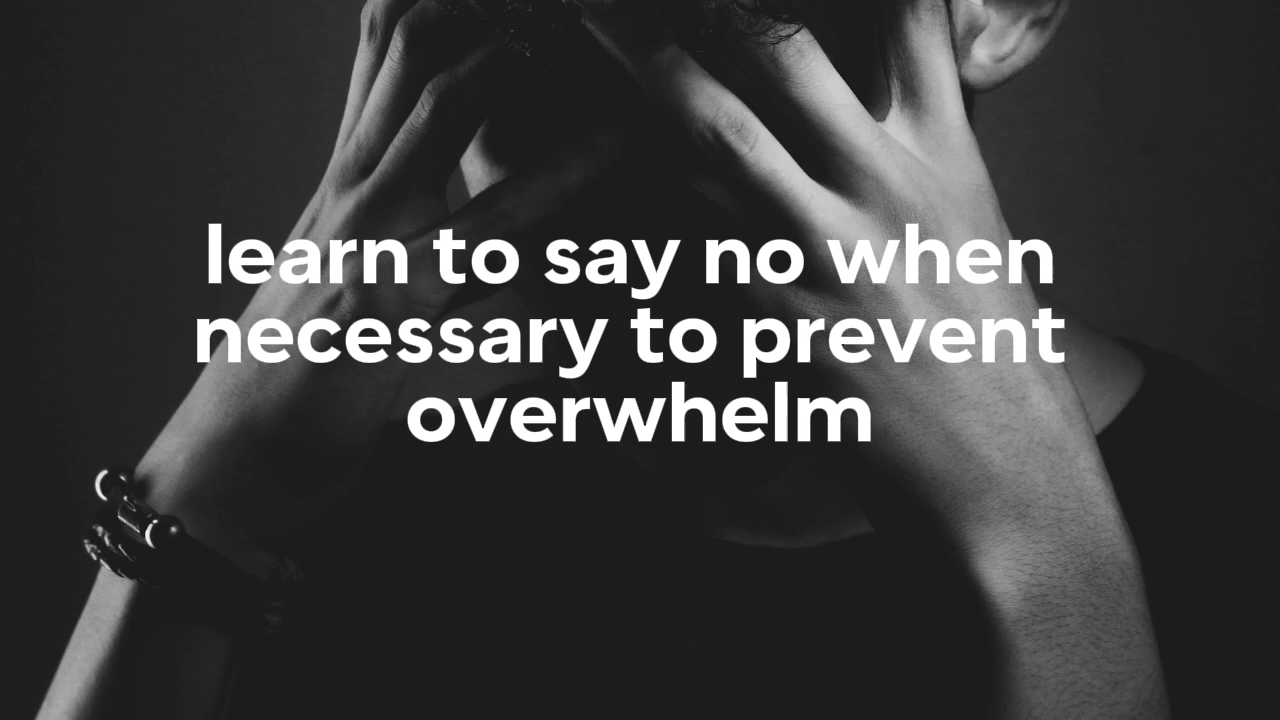 learn to say no when
necessary to prevent
overwhelm